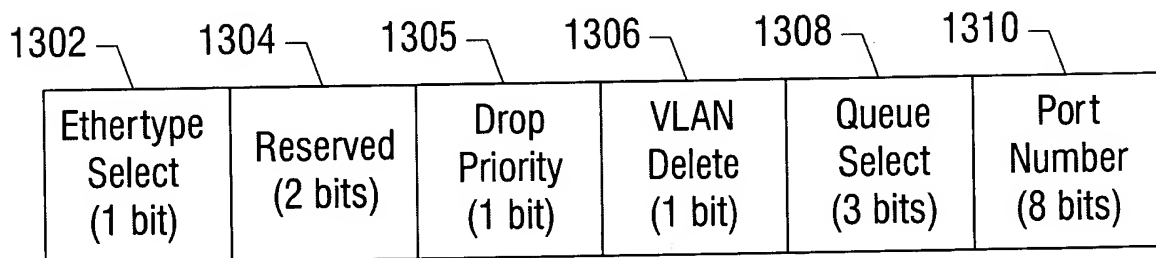 1302 1304 1305 1306 1308 1310
Ethertype
Select
(1 bit)
Reserved
(2 bits)
Drop
Priority
(1 bit)
VLAN
Delete
(1 bit)
Queue
Select
(3 bits)
Port
Number
(8 bits)